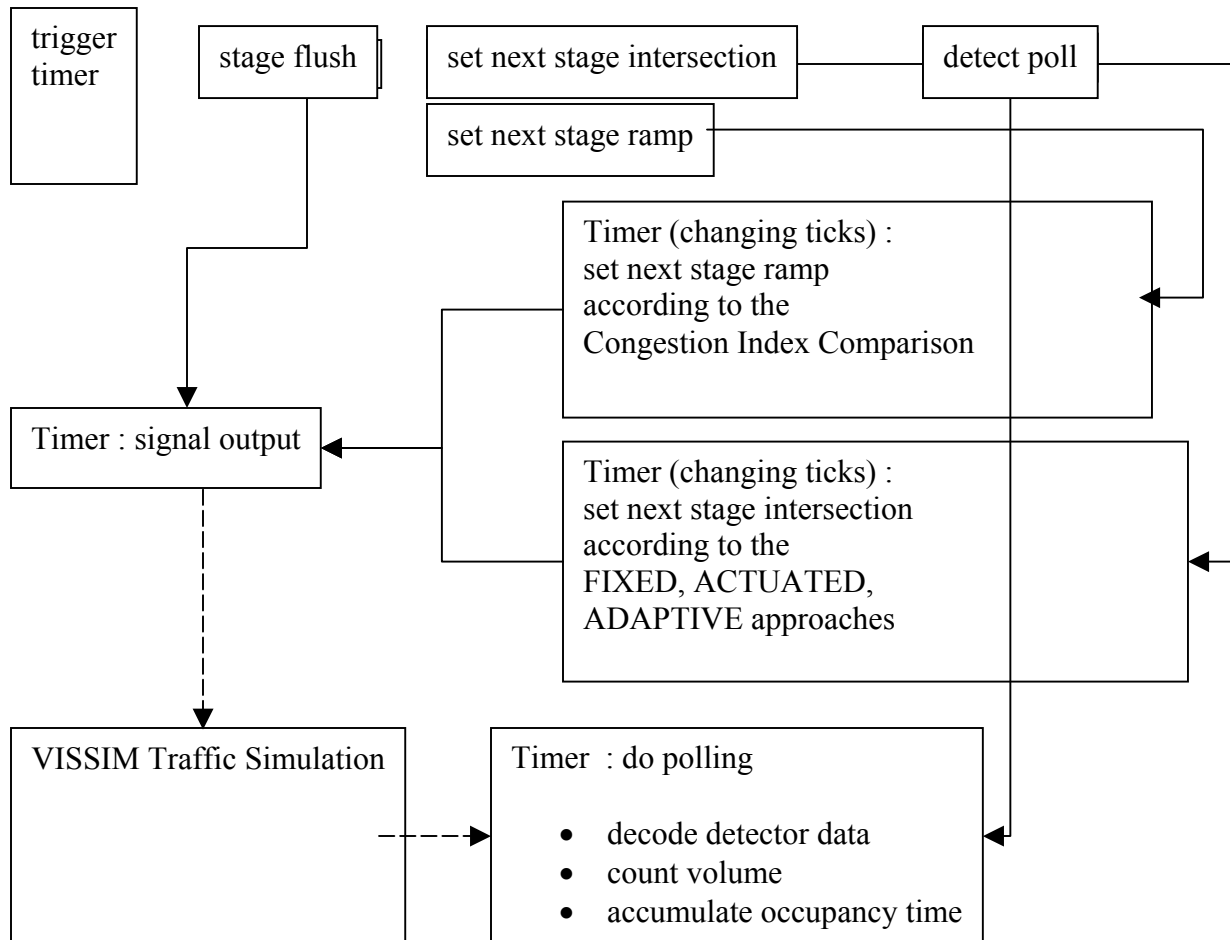 trigger
timer
stage flush
set next stage intersection
detect poll
set next stage ramp
Timer (changing ticks) :
set next stage ramp
according to the
Congestion Index Comparison
Timer : signal output
Timer (changing ticks) :
set next stage intersection
according to the
FIXED, ACTUATED,
ADAPTIVE approaches
VISSIM Traffic Simulation
Timer : do polling
• decode detector data
• count volume
• accumulate occupancy time